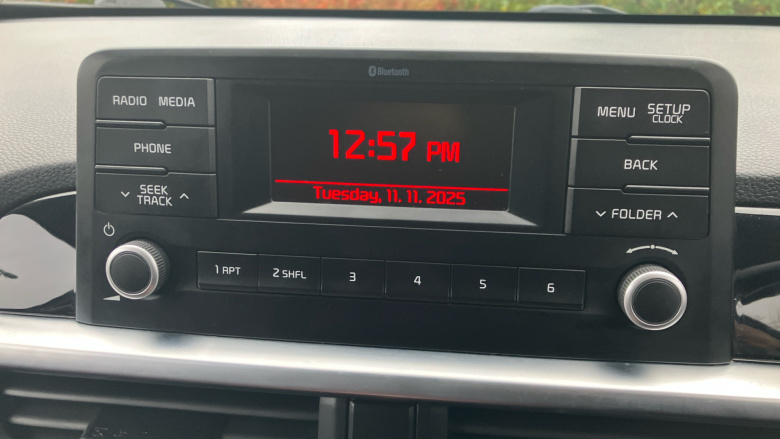 Bluetooth
RADIO MEDIA
PHONE
SEEK
TRACK
12:57 PM
Tuesday, 11. 11. 2025
MENU SETUP
CLOCK
BACK
FOLDER
1 RPT 2 SHFL 3 4 5 6